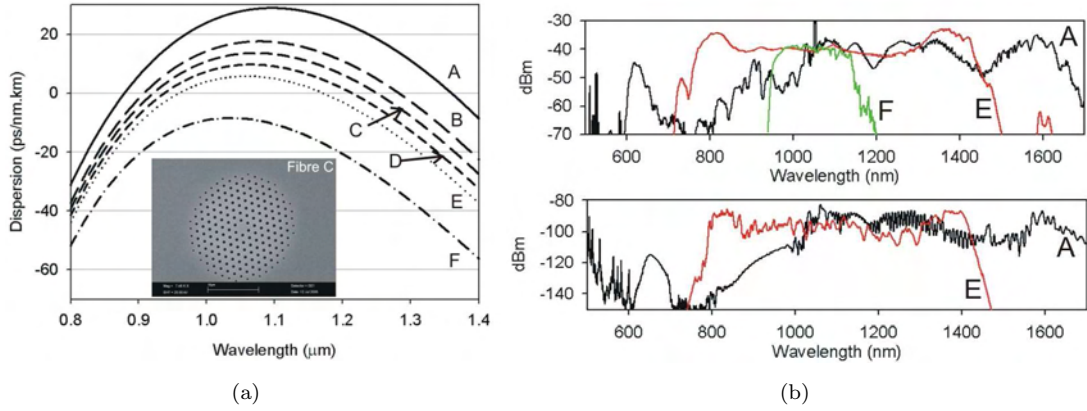 (a)
Dispersion (ps/nm.km)
20
0
-20
-40
-60
0.8 0.9 1.0 1.1 1.2 1.3 1.4
Wavelength (μm)
A
B
C
D
E
F
Fibre C
(b)
dBm
-30
-40
-50
-60
-70
600 800 1000 1200 1400 1600
Wavelength (nm)
A
E
F
dBm
-80
-100
-120
-140
600 800 1000 1200 1400 1600
Wavelength (nm)
A
E